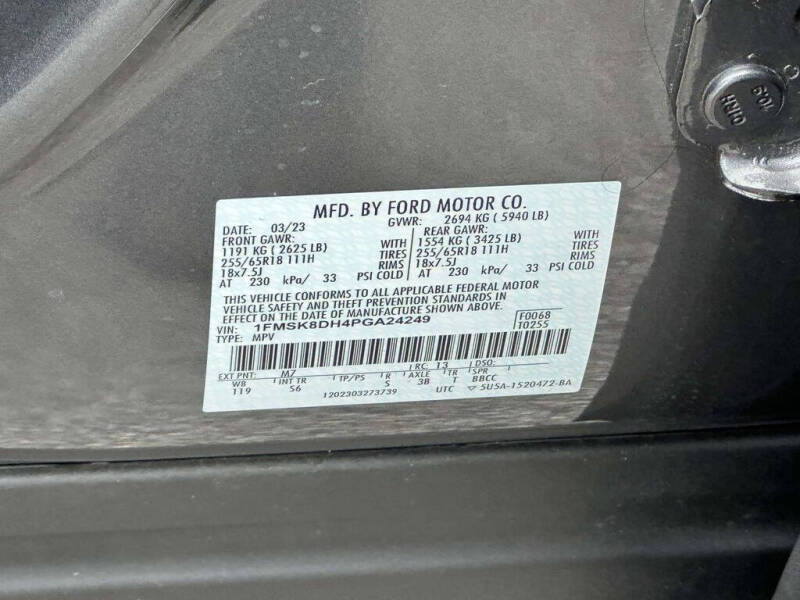 MFD. BY FORD MOTOR CO.
DATE: 03/23 GVWR: 2694 KG ( 5940 LB)
FRONT GAWR: REAR GAWR:
1191 KG ( 2625 LB) WITH 1554 KG ( 3425 LB) WITH
255/65R18 111H TIRES 255/65R18 111H TIRES
18x7.5J RIMS 18x7.5J RIMS
AT 230 kPa/ 33 PSI COLD AT 230 kPa/ 33 PSI COLD
THIS VEHICLE CONFORMS TO ALL APPLICABLE FEDERAL MOTOR
VEHICLE SAFETY AND THEFT PREVENTION STANDARDS IN
EFFECT ON THE DATE OF MANUFACTURE SHOWN ABOVE.
VIN: 1FMSK8DH4PGA24249 F0068
TYPE: MPV T0255
EXT PNT: M7 RC: 13 DSO:
WB INT TR TP/PS R AXLE TR SPR
119 S6 S 3B T BBCC
1202303273739 UTC ▽5U5A-1520472-BA
10.9